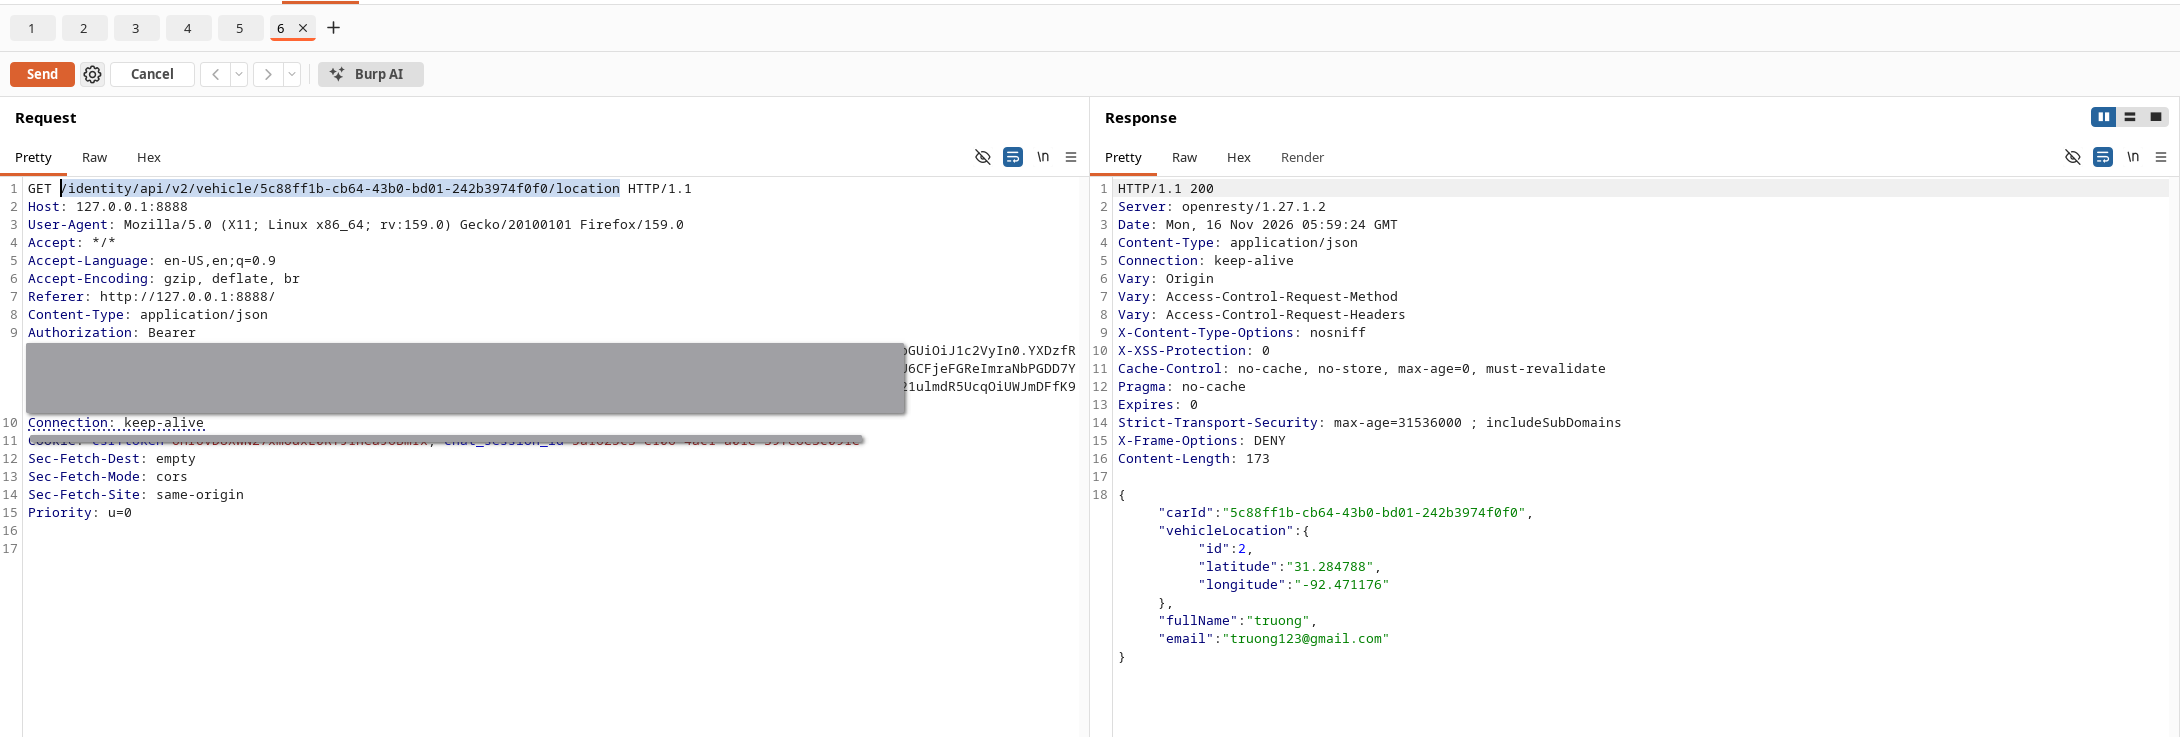 1 2 3 4 5 6 × +
Send Cancel < > Burp AI
Request
Pretty Raw Hex \n
1 GET /identity/api/v2/vehicle/5c88ff1b-cb64-43b0-bd01-242b3974f0f0/location HTTP/1.1
2 Host: 127.0.0.1:8888
3 User-Agent: Mozilla/5.0 (X11; Linux x86_64; rv:159.0) Gecko/20100101 Firefox/159.0
4 Accept: */*
5 Accept-Language: en-US,en;q=0.9
6 Accept-Encoding: gzip, deflate, br
7 Referer: http://127.0.0.1:8888/
8 Content-Type: application/json
9 Authorization: Bearer
GUiOiJ1c2VyIn0.YXDzfR
6CFjeFGReImraNbPGDD7Y
1ulmdR5UcqOiUWJmDFfK9
10 Connection: keep-alive
11
12 Sec-Fetch-Dest: empty
13 Sec-Fetch-Mode: cors
14 Sec-Fetch-Site: same-origin
15 Priority: u=0
16
17
Response
Pretty Raw Hex Render \n
1 HTTP/1.1 200
2 Server: openresty/1.27.1.2
3 Date: Mon, 16 Nov 2026 05:59:24 GMT
4 Content-Type: application/json
5 Connection: keep-alive
6 Vary: Origin
7 Vary: Access-Control-Request-Method
8 Vary: Access-Control-Request-Headers
9 X-Content-Type-Options: nosniff
10 X-XSS-Protection: 0
11 Cache-Control: no-cache, no-store, max-age=0, must-revalidate
12 Pragma: no-cache
13 Expires: 0
14 Strict-Transport-Security: max-age=31536000 ; includeSubDomains
15 X-Frame-Options: DENY
16 Content-Length: 173
17
18 {
"carId":"5c88ff1b-cb64-43b0-bd01-242b3974f0f0",
"vehicleLocation":{
"id":2,
"latitude":"31.284788",
"longitude":"-92.471176"
},
"fullName":"truong",
"email":"truong123@gmail.com"
}